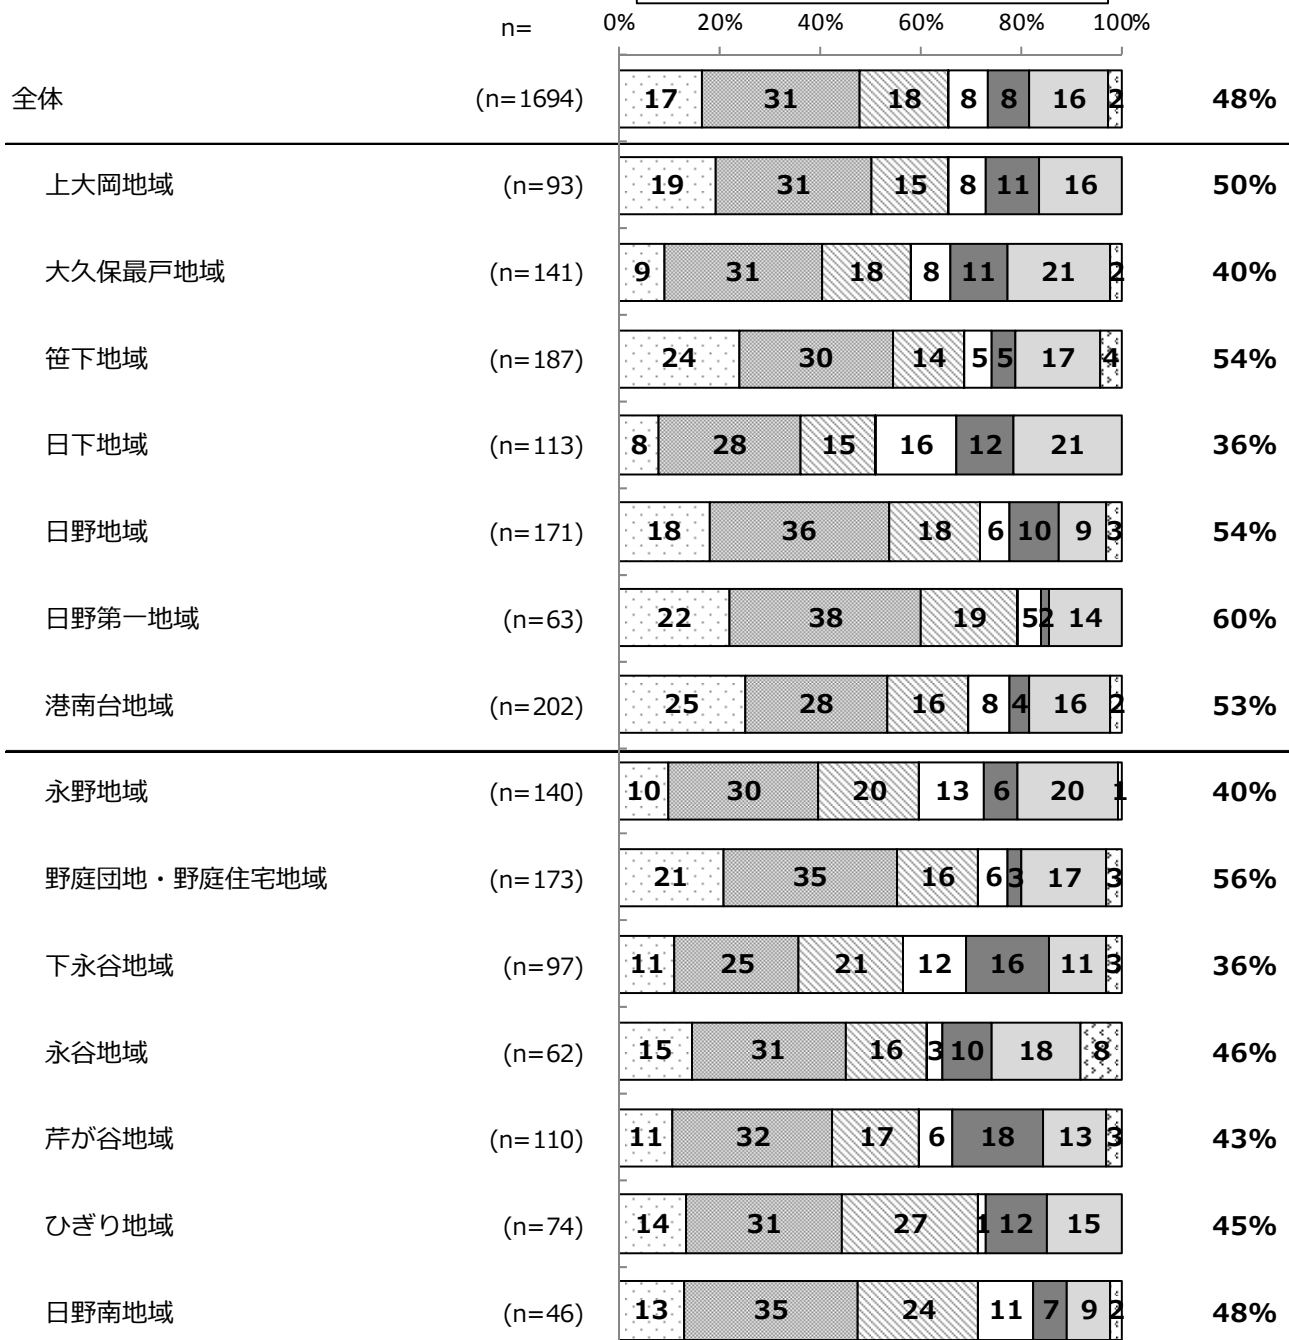 n= 0% 20% 40% 60% 80% 100%
全体 (n=1694) 17 31 18 8 8 16 2 48%
上大岡地域 (n=93) 19 31 15 8 11 16 50%
大久保最戸地域 (n=141) 9 31 18 8 11 21 2 40%
笹下地域 (n=187) 24 30 14 5 5 17 4 54%
日下地域 (n=113) 8 28 15 16 12 21 36%
日野地域 (n=171) 18 36 18 6 10 9 3 54%
日野第一地域 (n=63) 22 38 19 5 2 14 60%
港南台地域 (n=202) 25 28 16 8 4 16 2 53%
永野地域 (n=140) 10 30 20 13 6 20 1 40%
野庭団地・野庭住宅地域 (n=173) 21 35 16 6 3 17 3 56%
下永谷地域 (n=97) 11 25 21 12 16 11 3 36%
永谷地域 (n=62) 15 31 16 3 10 18 8 46%
芹が谷地域 (n=110) 11 32 17 6 18 13 3 43%
ひぎり地域 (n=74) 14 31 27 1 12 15 45%
日野南地域 (n=46) 13 35 24 11 7 9 2 48%